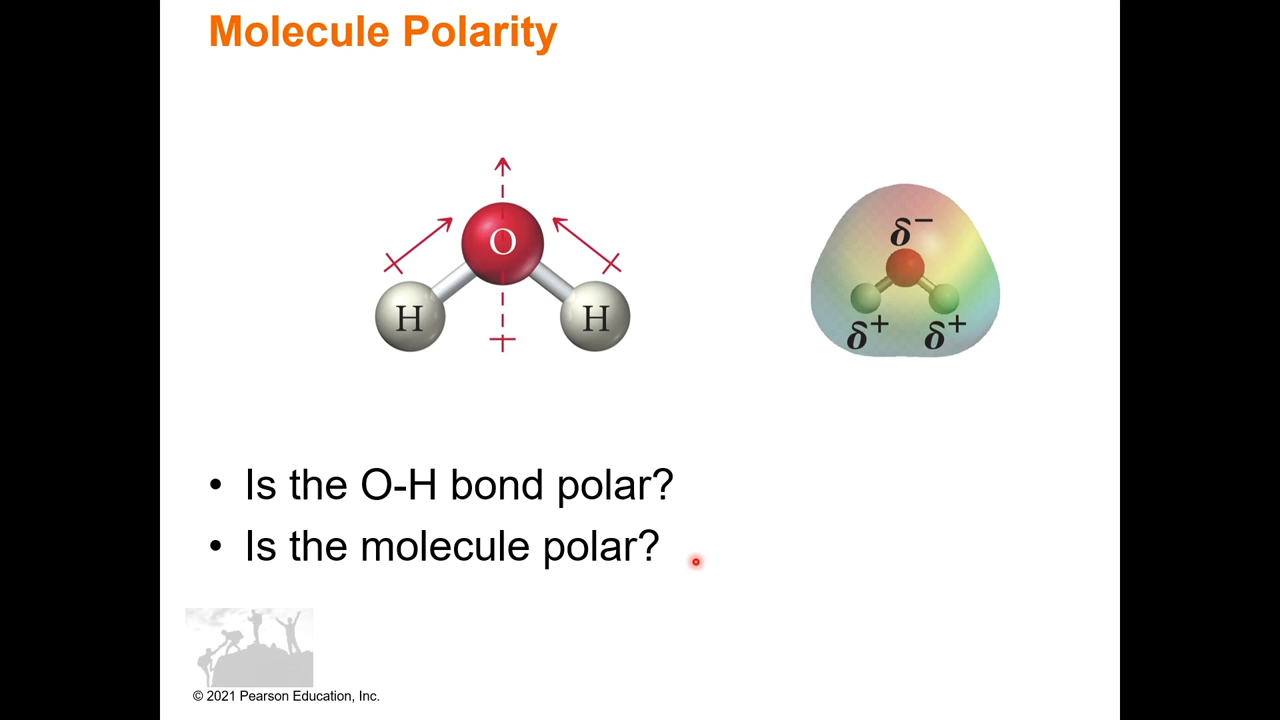 Molecule Polarity
O
H H
δ−
δ+ δ+
• Is the O-H bond polar?
• Is the molecule polar?
© 2021 Pearson Education, Inc.